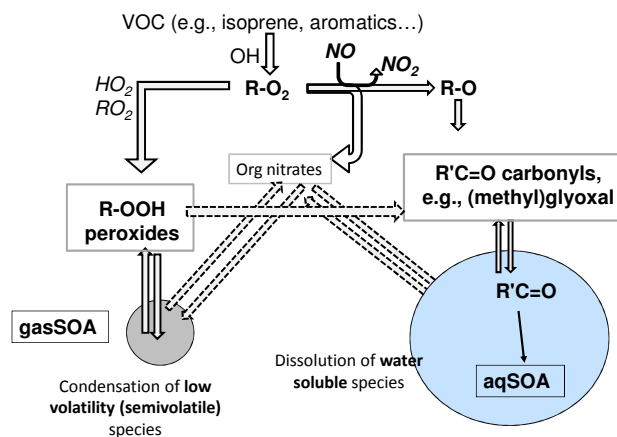 VOC (e.g., isoprene, aromatics…)
OH
NO
NO2
HO2
RO2
R-O2
R-O
Org nitrates
R'C=O carbonyls,
e.g., (methyl)glyoxal
R-OOH
peroxides
R'C=O
gasSOA
aqSOA
Dissolution of water
soluble species
Condensation of low
volatility (semivolatile)
species